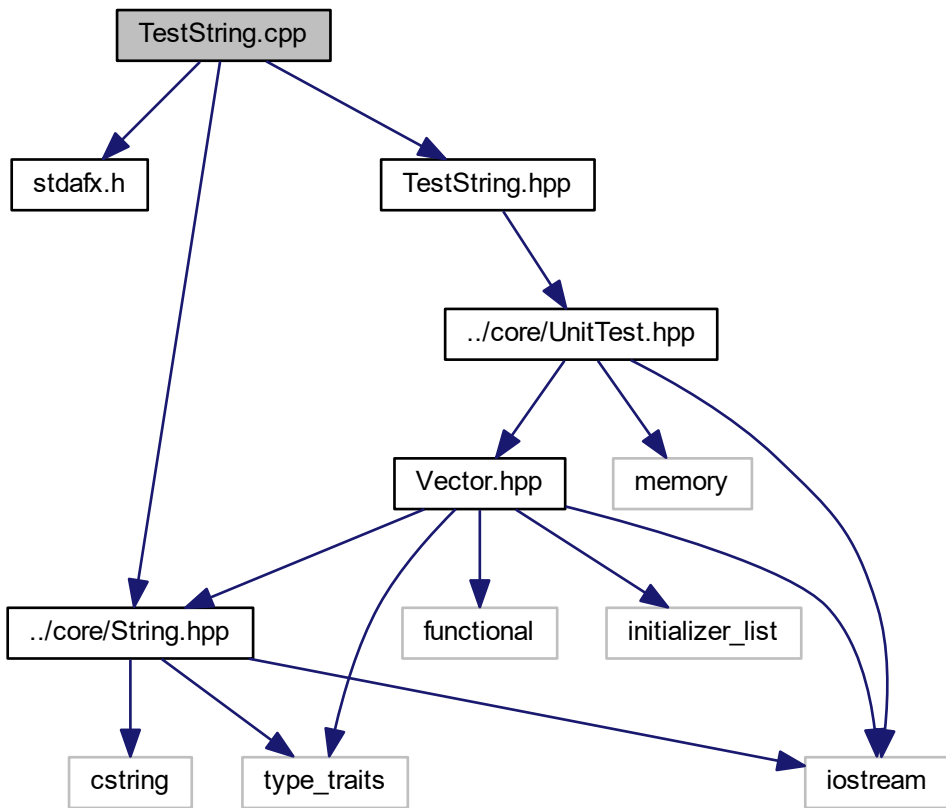 TestString.cpp
stdafx.h
TestString.hpp
../core/UnitTest.hpp
Vector.hpp
memory
../core/String.hpp
functional
initializer_list
cstring
type_traits
iostream